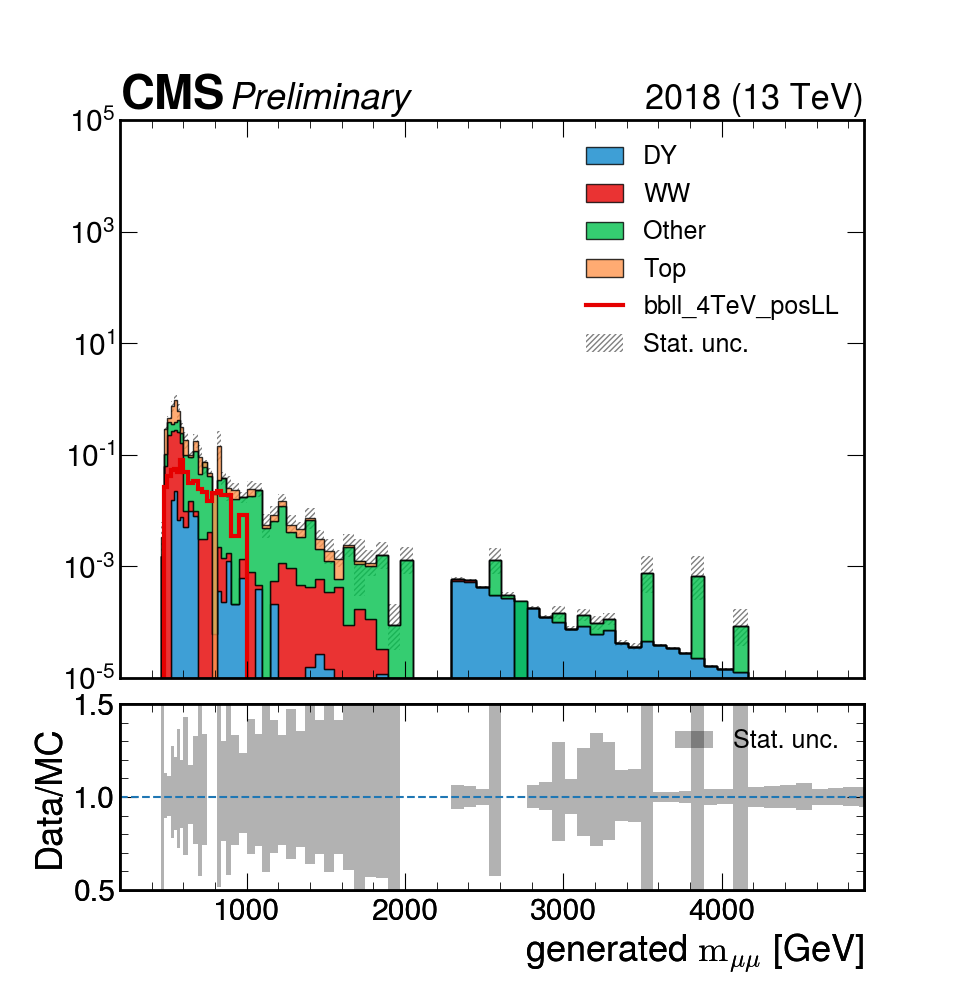 CMS Preliminary 2018 (13 TeV)
10^5
DY
WW
10^3
Other
Top
bbll_4TeV_posLL
10^1
Stat. unc.
10^-1
10^-3
10^-5
1.5
Stat. unc.
Data/MC
1.0
0.5
1000 2000 3000 4000
generated m_μμ [GeV]